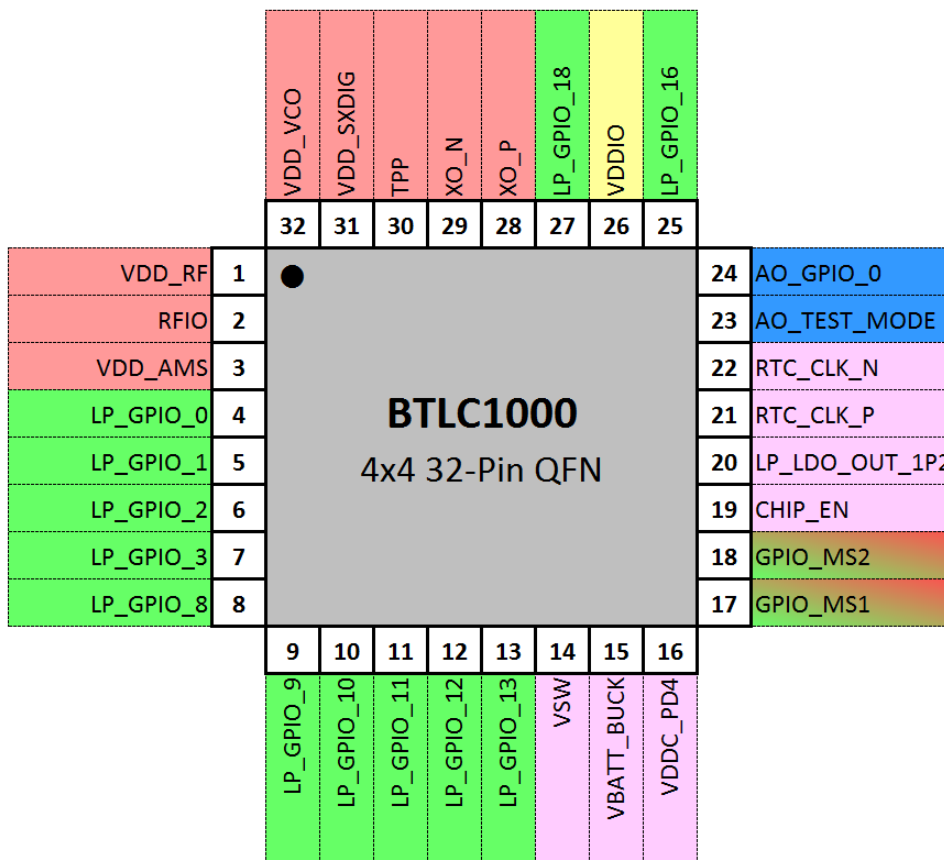 VDD_VCO
VDD_SXDIG
TPP
XO_N
XO_P
LP_GPIO_18
VDDIO
LP_GPIO_16
32 31 30 29 28 27 26 25
VDD_RF 1
RFIO 2
VDD_AMS 3
LP_GPIO_0 4
LP_GPIO_1 5
LP_GPIO_2 6
LP_GPIO_3 7
LP_GPIO_8 8
BTLC1000
4x4 32-Pin QFN
24 AO_GPIO_0
23 AO_TEST_MODE
22 RTC_CLK_N
21 RTC_CLK_P
20 LP_LDO_OUT_1P2
19 CHIP_EN
18 GPIO_MS2
17 GPIO_MS1
9 10 11 12 13 14 15 16
LP_GPIO_9
LP_GPIO_10
LP_GPIO_11
LP_GPIO_12
LP_GPIO_13
VSW
VBATT_BUCK
VDDC_PD4